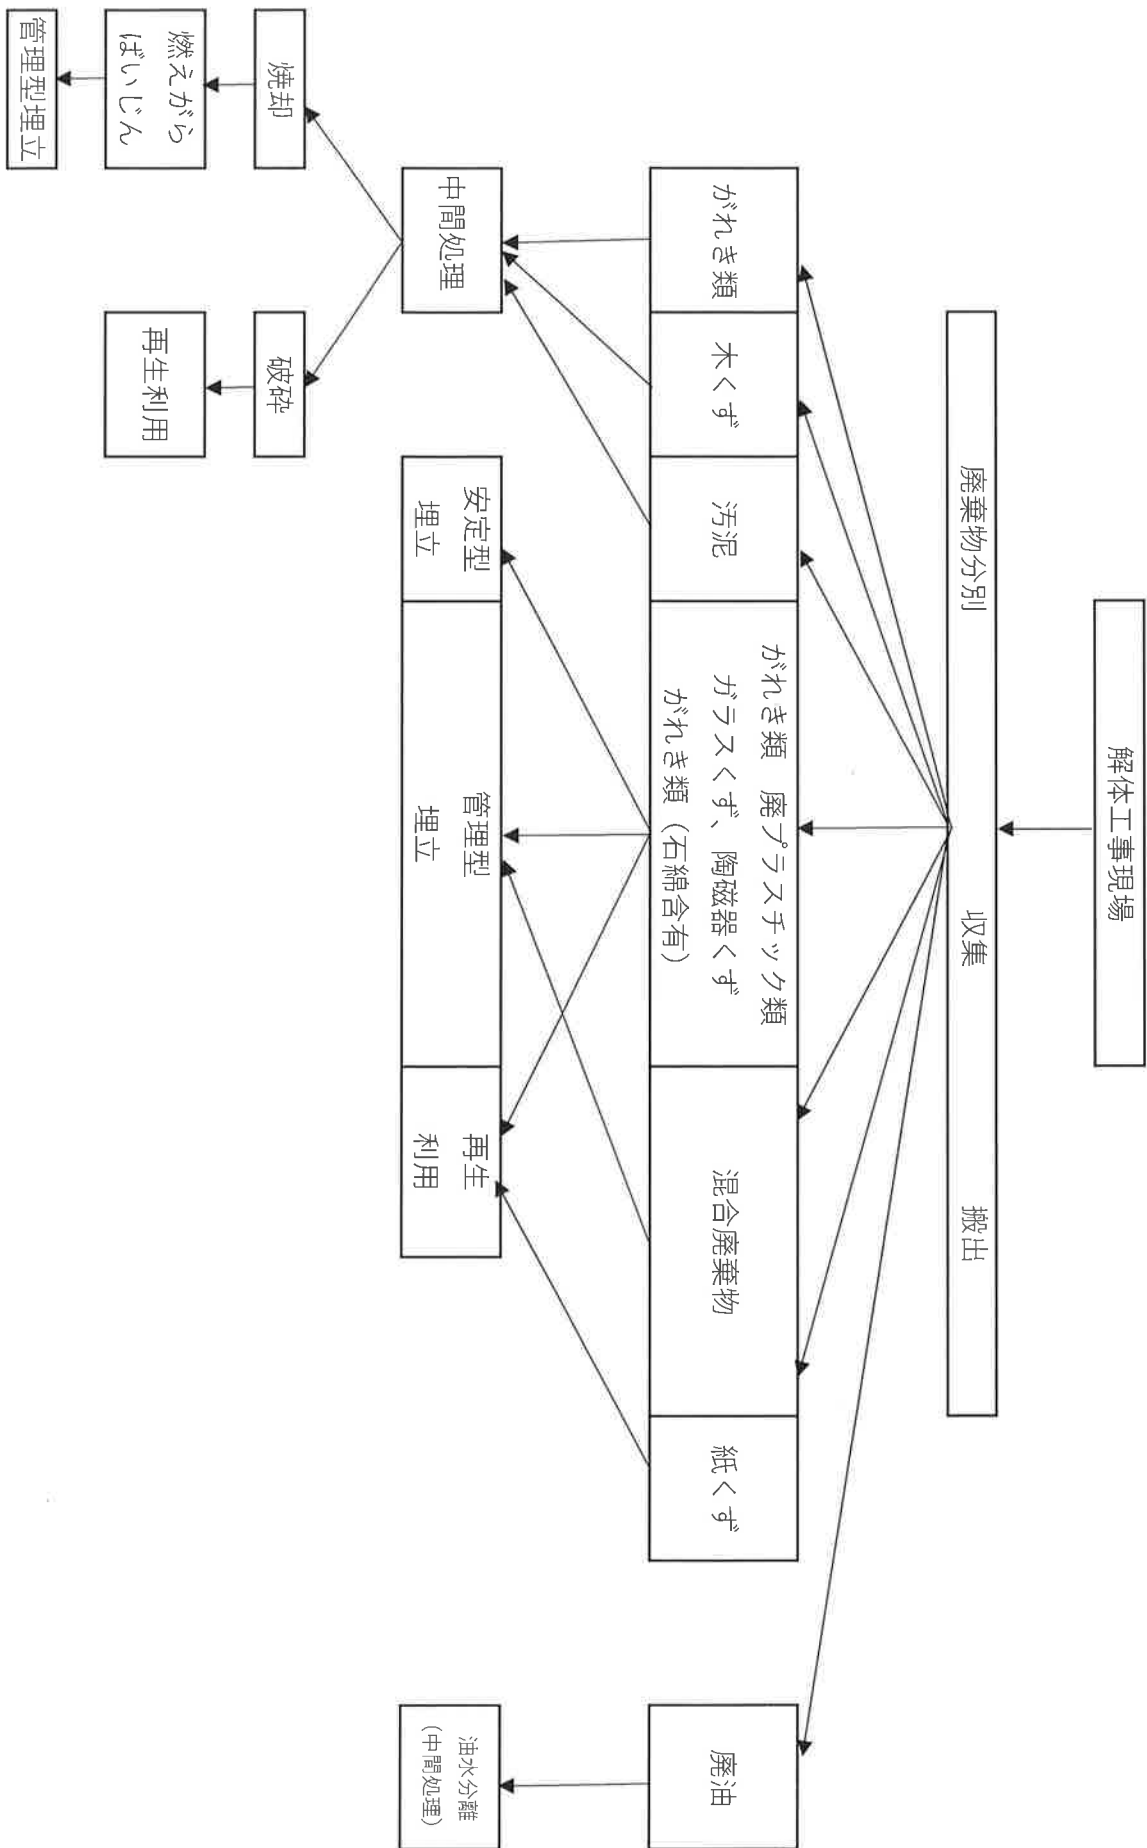 解体工事現場
廃棄物分別　収集　搬出
がれき類
木くず
汚泥
がれき類　廃プラスチック類
ガラスくず、陶磁器くず
がれき類（石綿含有）
混合廃棄物
紙くず
廃油
中間処理
安定型
埋立
管理型
埋立
再生
利用
油水分離
(中間処理)
焼却
破砕
燃えがら
ばいじん
再生利用
管理型埋立